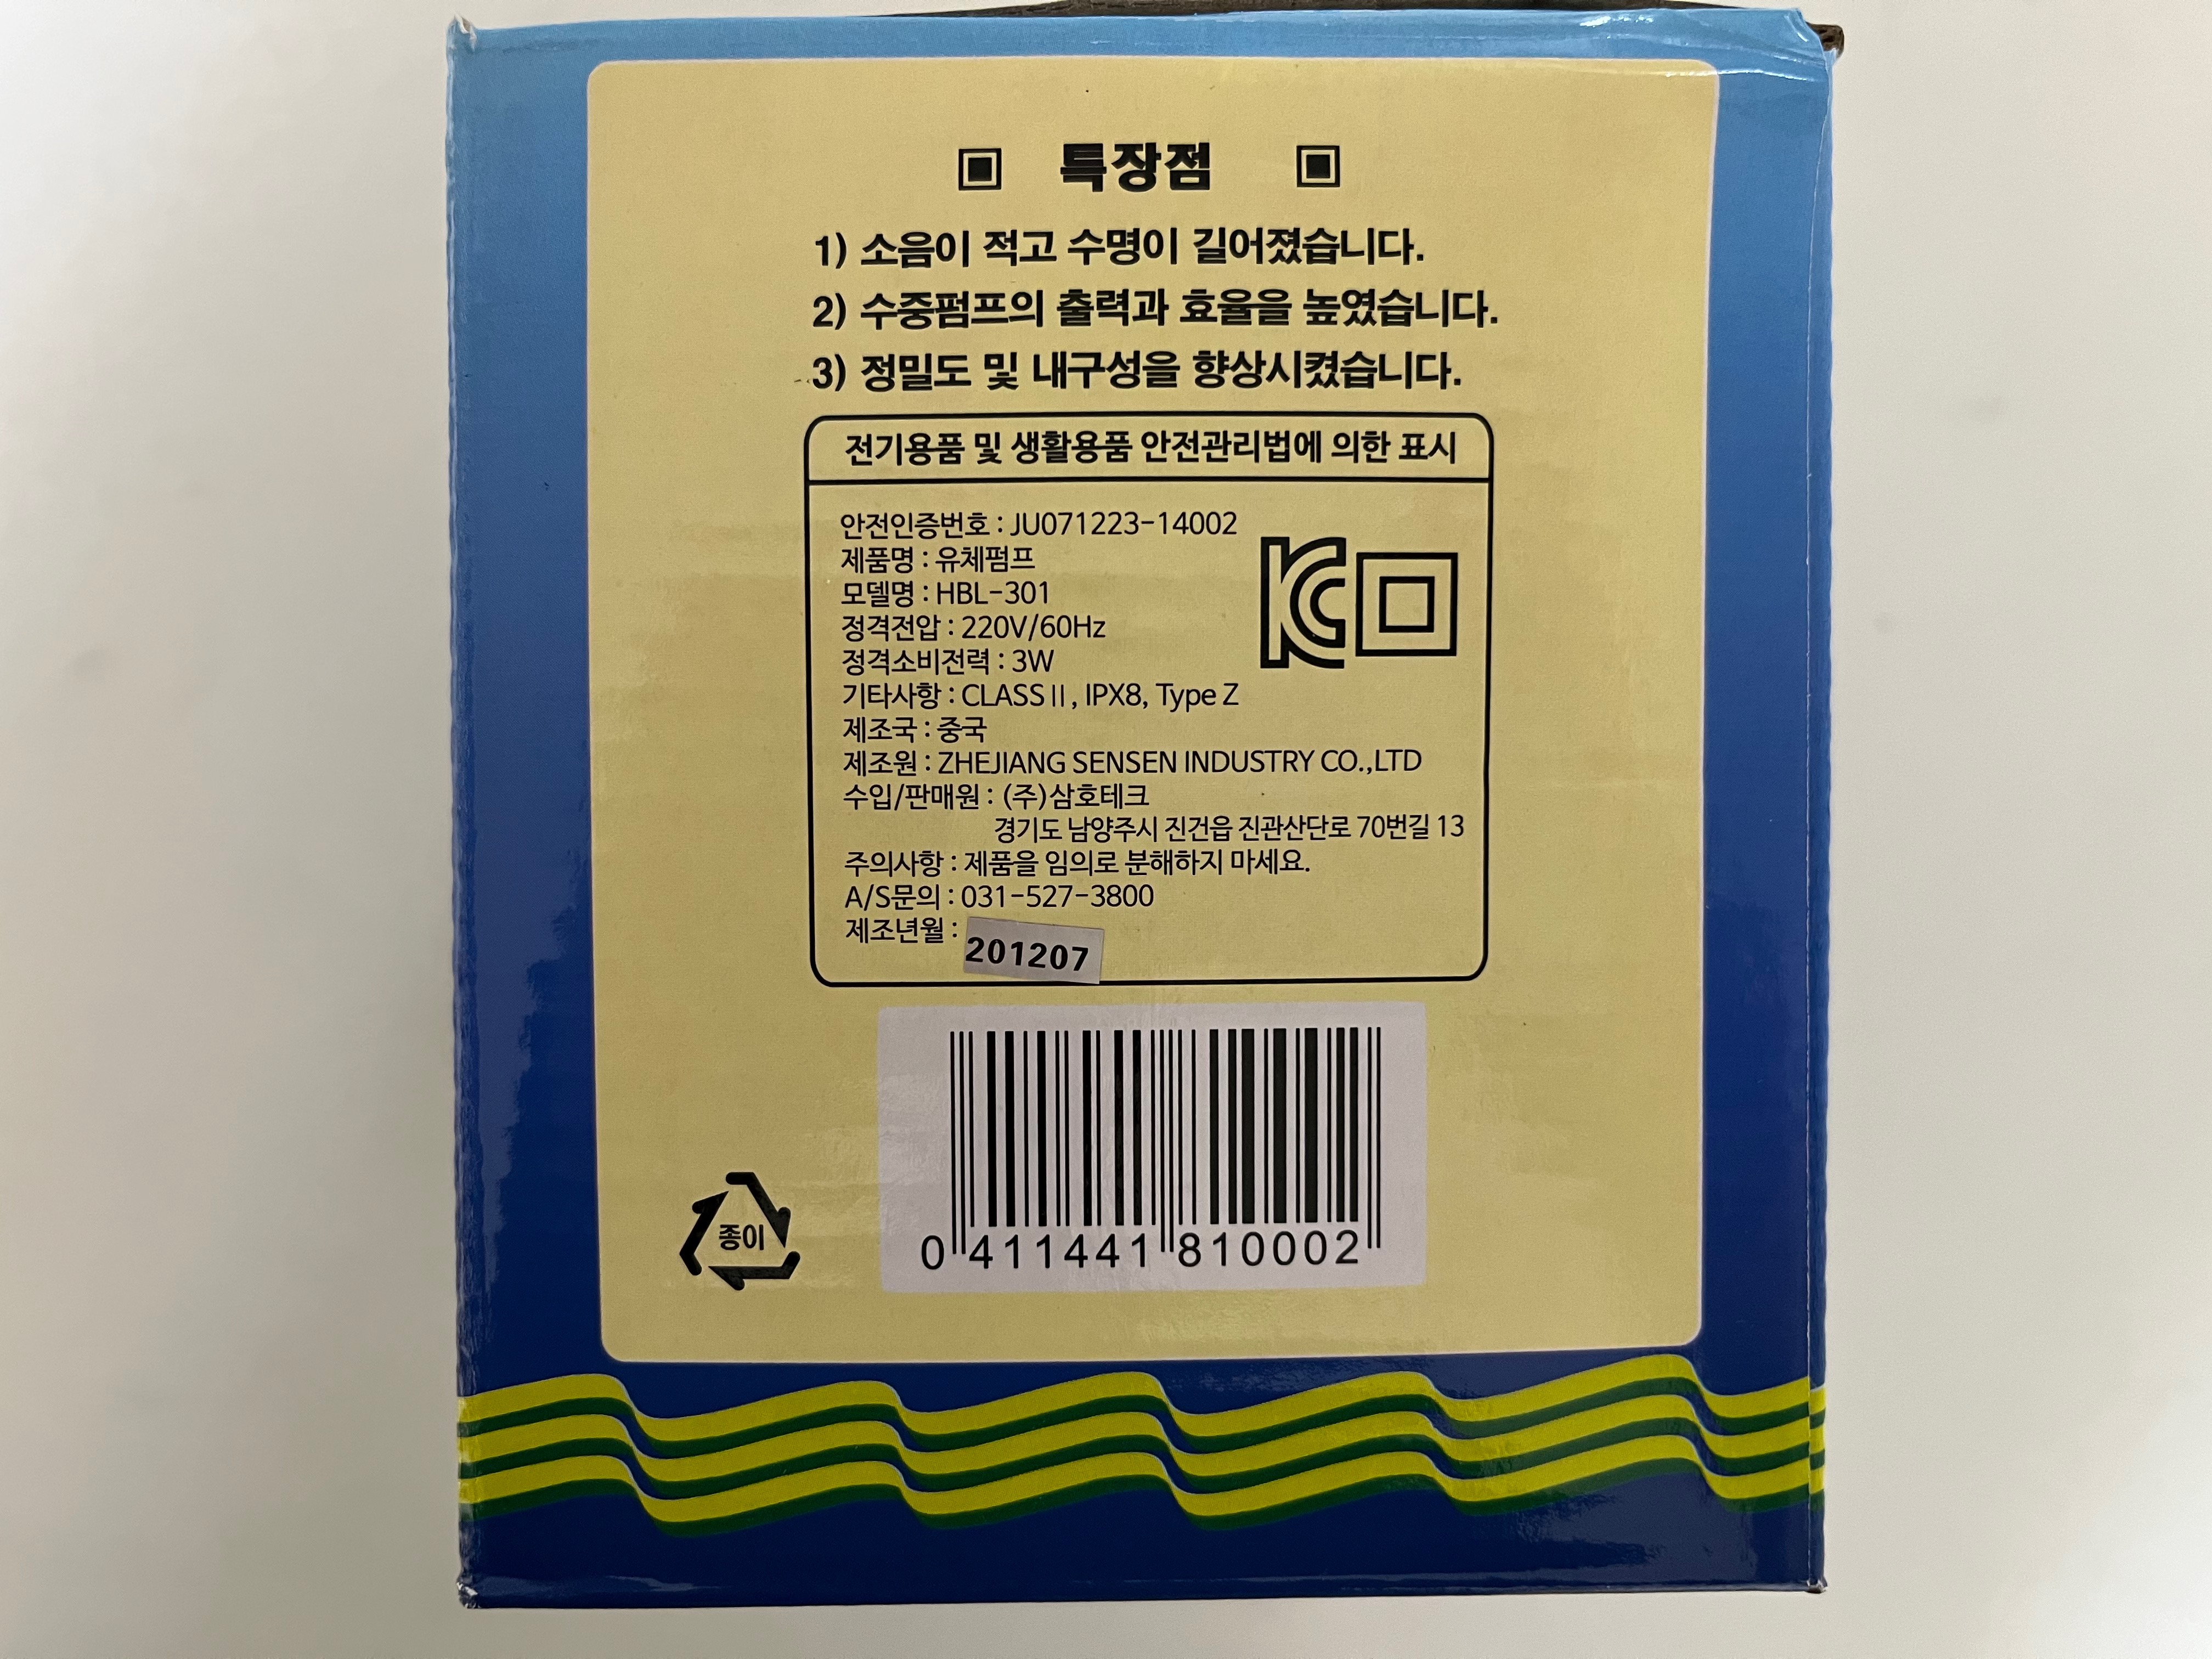 특장점
1) 소음이 적고 수명이 길어졌습니다.
2) 수중펌프의 출력과 효율을 높였습니다.
3) 정밀도 및 내구성을 향상시켰습니다.
전기용품 및 생활용품 안전관리법에 의한 표시
안전인증번호 : JU071223-14002
제품명 : 유체펌프
모델명 : HBL-301
정격전압 : 220V/60Hz
정격소비전력 : 3W
기타사항 : CLASS II, IPX8, Type Z
제조국 : 중국
제조원 : ZHEJIANG SENSEN INDUSTRY CO.,LTD
수입/판매원 : (주)삼호테크
경기도 남양주시 진건읍 진관산단로 70번길 13
주의사항 : 제품을 임의로 분해하지 마세요.
A/S문의 : 031-527-3800
제조년월 : 201207
종이
0 411441 810002